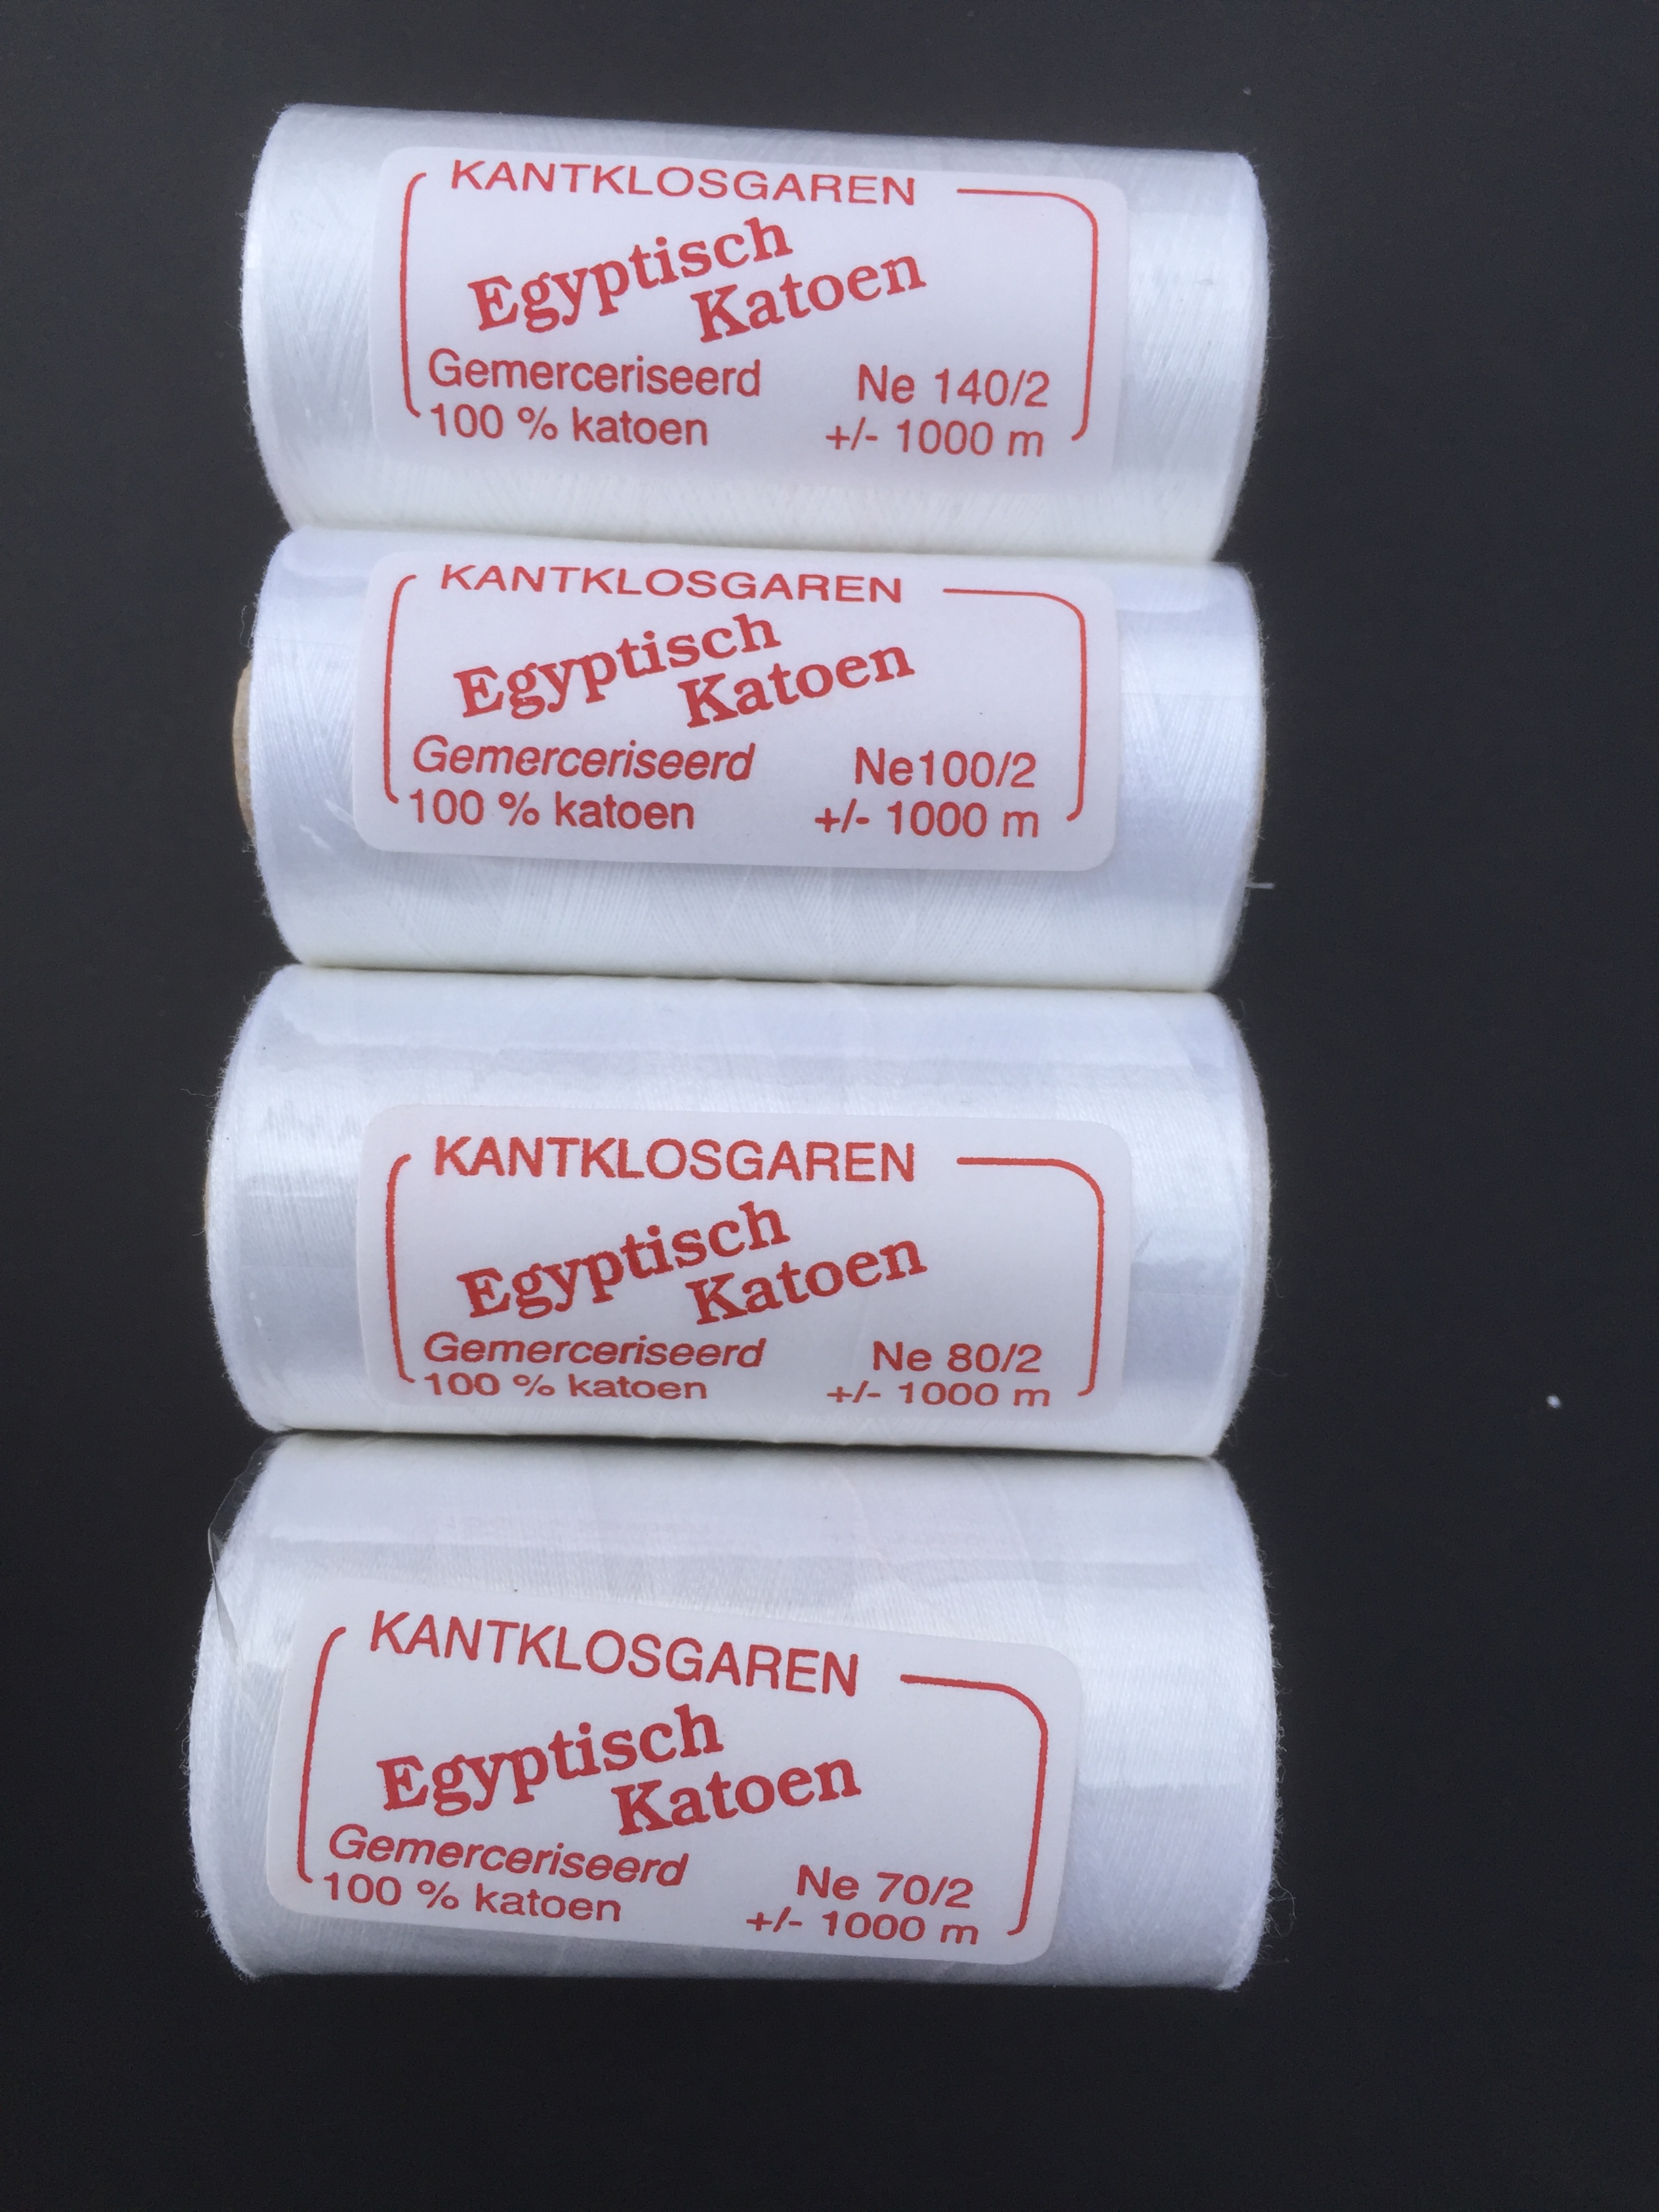 KANTKLOSGAREN
Egyptisch
Katoen
Gemerceriseerd Ne 140/2
100 % katoen +/- 1000 m
KANTKLOSGAREN
Egyptisch
Katoen
Gemerceriseerd Ne100/2
100 % katoen +/- 1000 m
KANTKLOSGAREN
Egyptisch
Katoen
Gemerceriseerd Ne 80/2
100 % katoen +/- 1000 m
KANTKLOSGAREN
Egyptisch
Katoen
Gemerceriseerd Ne 70/2
100 % katoen +/- 1000 m